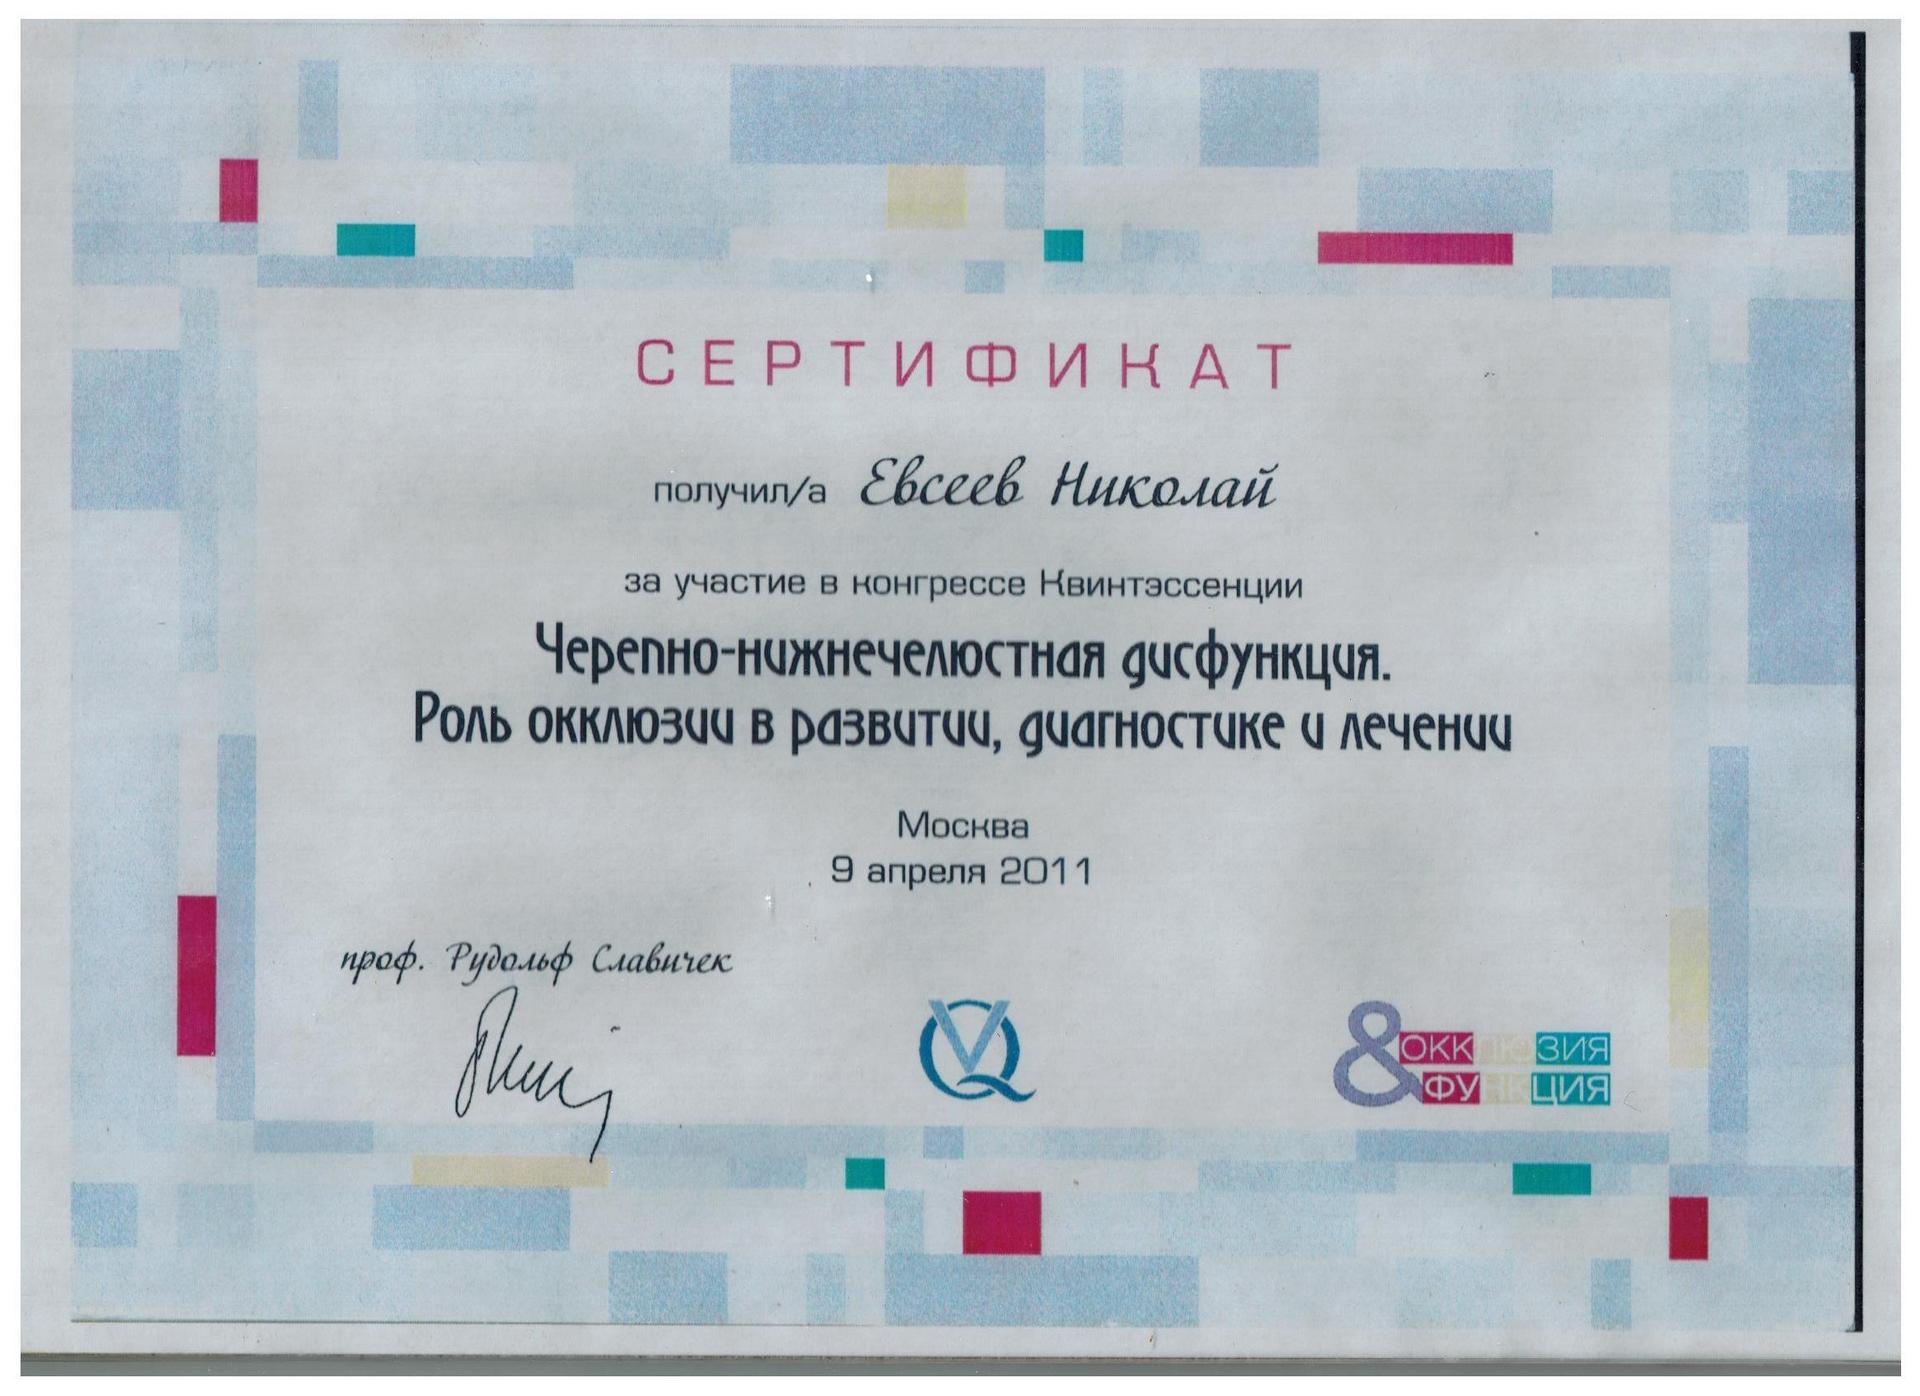 СЕРТИФИКАТ
получил/а Евсеев Николай
за участие в конгрессе Квинтэссенции
Черепно-нижнечелюстная дисфункция.
Роль окклюзии в развитии, диагностике и лечении
Москва
9 апреля 2011
проф. Рудольф Славичек
VQ
& ОККЛЮЗИЯ
ФУНКЦИЯ